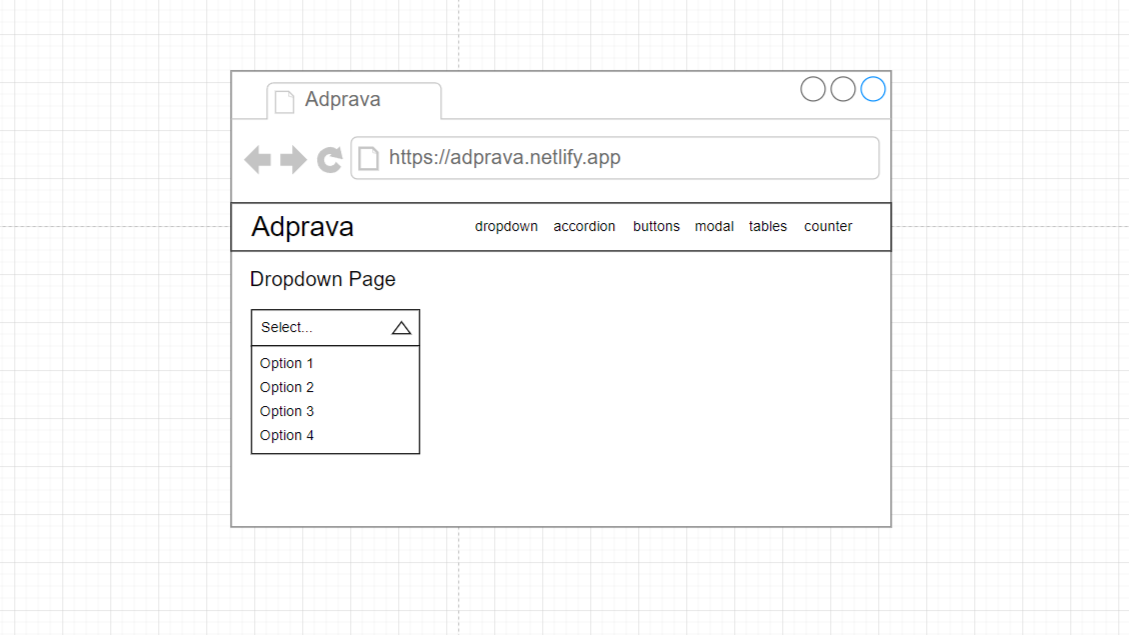 Adprava
https://adprava.netlify.app
Adprava dropdown accordion buttons modal tables counter
Dropdown Page
Select...
Option 1
Option 2
Option 3
Option 4